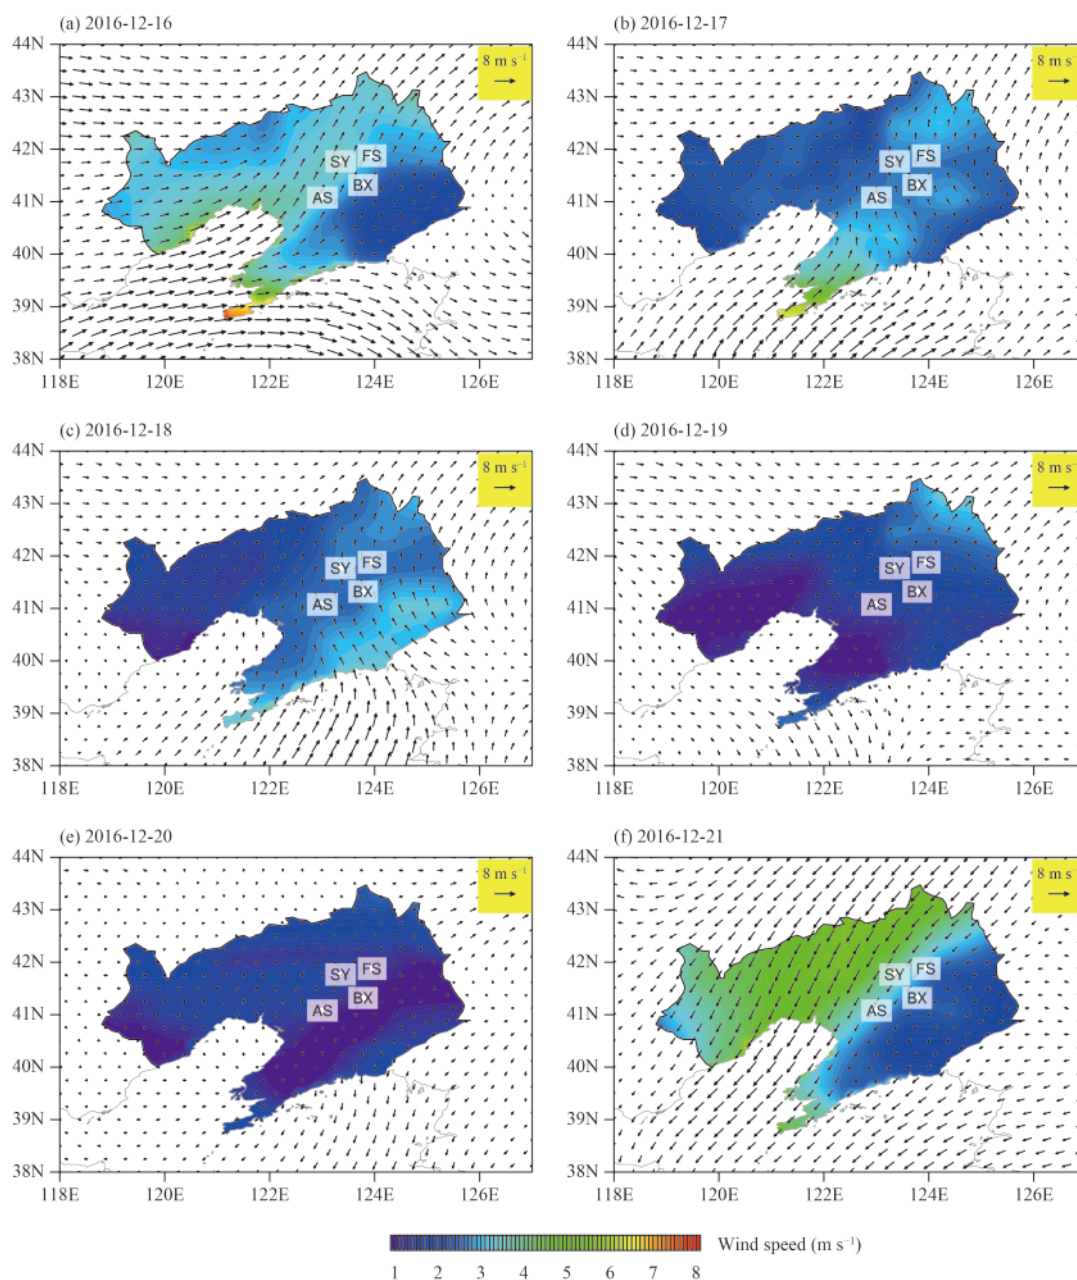 (a) 2016-12-16
(b) 2016-12-17
44N 44N
8 m s⁻¹ 8 m s⁻¹
43N 43N
42N SY FS 42N SY FS
BX BX
41N AS 41N AS
40N 40N
39N 39N
38N 38N
118E 120E 122E 124E 126E 118E 120E 122E 124E 126E
(c) 2016-12-18
(d) 2016-12-19
44N 44N
8 m s⁻¹ 8 m s⁻¹
43N 43N
42N SY FS 42N SY FS
BX BX
41N AS 41N AS
40N 40N
39N 39N
38N 38N
118E 120E 122E 124E 126E 118E 120E 122E 124E 126E
(e) 2016-12-20
(f) 2016-12-21
44N 44N
8 m s⁻¹ 8 m s
43N 43N
42N SY FS 42N SY FS
BX BX
41N AS 41N AS
40N 40N
39N 39N
38N 38N
118E 120E 122E 124E 126E 118E 120E 122E 124E 126E
Wind speed (m s⁻¹)
1 2 3 4 5 6 7 8